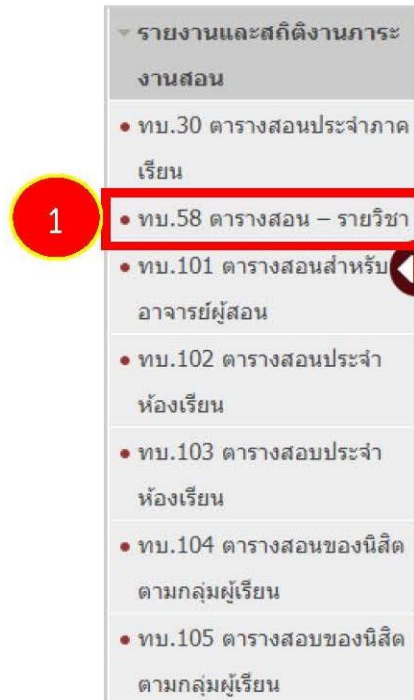 รายงานและสถิติงานภาระ
งานสอน
ทบ.30 ตารางสอนประจำภาค
เรียน
1
ทบ.58 ตารางสอน – รายวิชา
ทบ.101 ตารางสอนสำหรับ
อาจารย์ผู้สอน
ทบ.102 ตารางสอนประจำ
ห้องเรียน
ทบ.103 ตารางสอบประจำ
ห้องเรียน
ทบ.104 ตารางสอนของนิสิต
ตามกลุ่มผู้เรียน
ทบ.105 ตารางสอบของนิสิต
ตามกลุ่มผู้เรียน